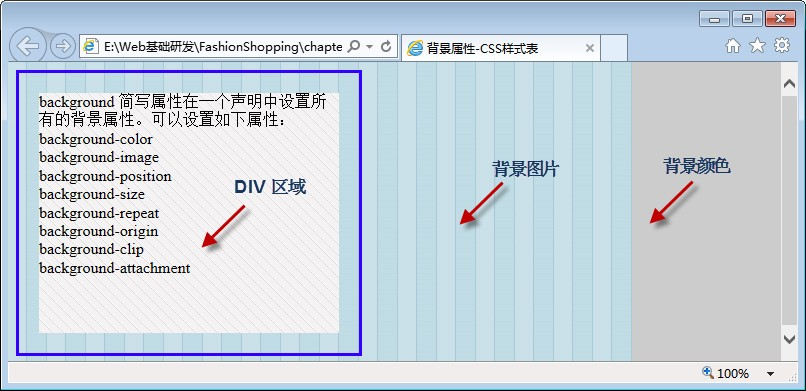 E:\Web基础研发\FashionShopping\chapte
背景属性-CSS样式表
background 简写属性在一个声明中设置所
有的背景属性。可以设置如下属性：
background-color
background-image
background-position
background-size
background-repeat
background-origin
background-clip
background-attachment
DIV 区域
背景图片
背景颜色
100%